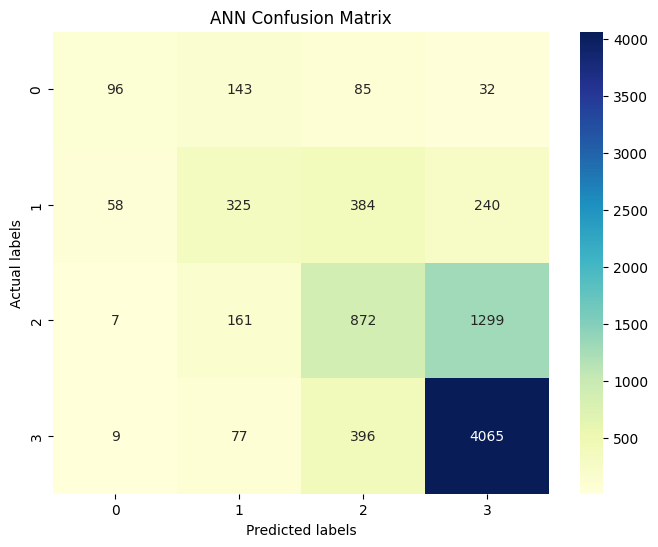 ANN Confusion Matrix
0 96 143 85 32
1 58 325 384 240
2 7 161 872 1299
3 9 77 396 4065
0 1 2 3
Actual labels
Predicted labels
4000
3500
3000
2500
2000
1500
1000
500